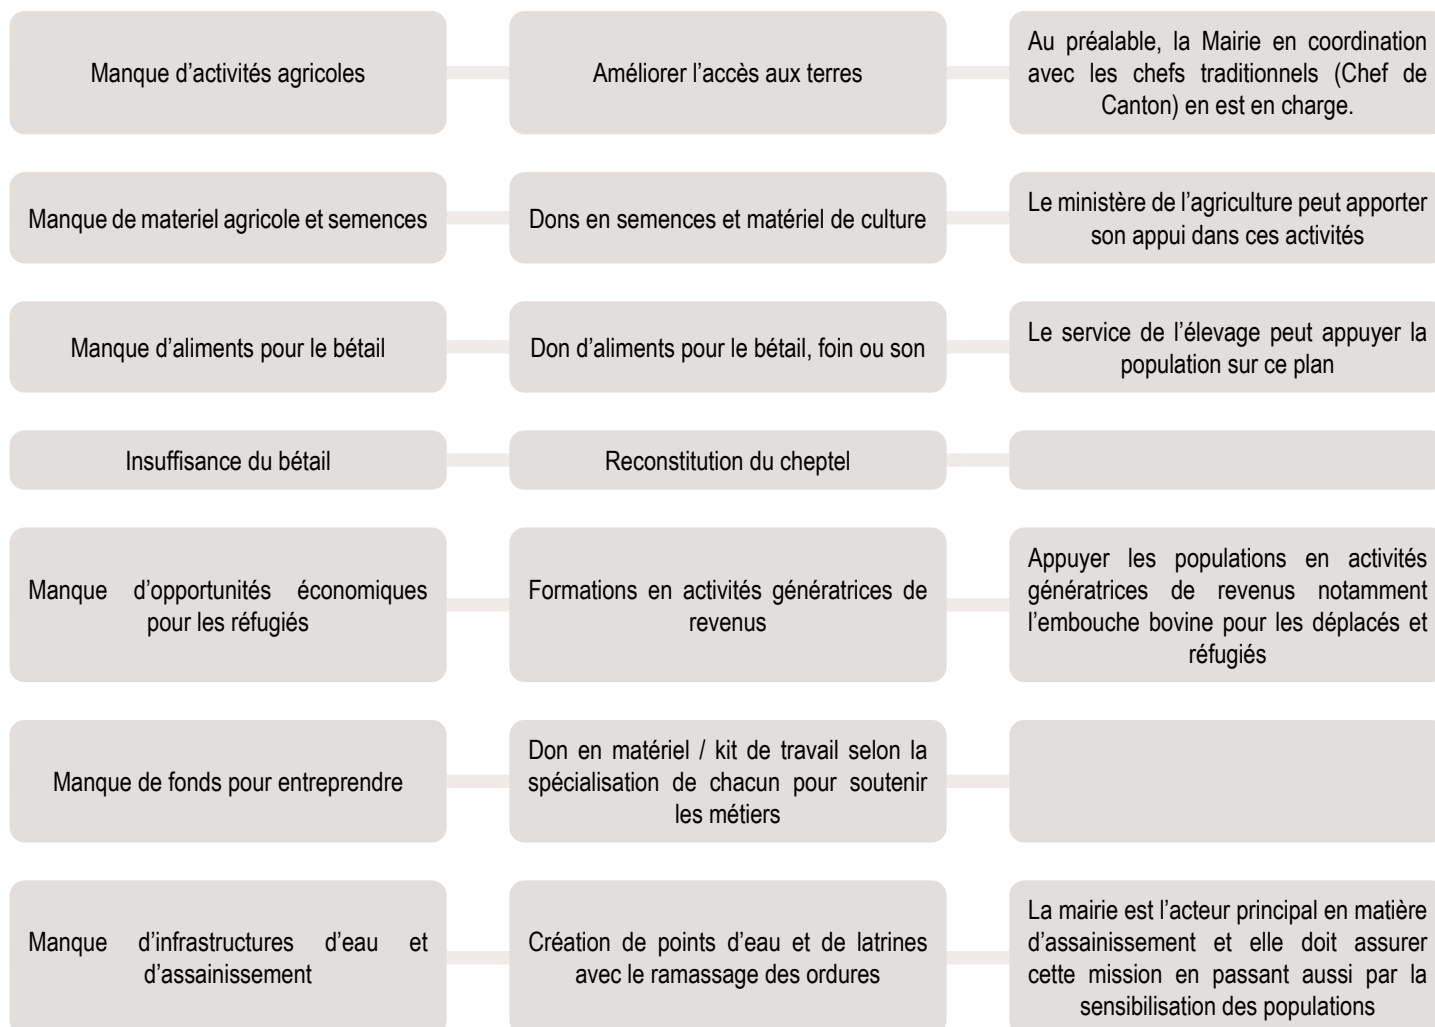 Manque d’activités agricoles
Améliorer l’accès aux terres
Au préalable, la Mairie en coordination
avec les chefs traditionnels (Chef de
Canton) en est en charge.
Manque de materiel agricole et semences
Dons en semences et matériel de culture
Le ministère de l’agriculture peut apporter
son appui dans ces activités
Manque d’aliments pour le bétail
Don d’aliments pour le bétail, foin ou son
Le service de l’élevage peut appuyer la
population sur ce plan
Insuffisance du bétail
Reconstitution du cheptel
Manque d’opportunités économiques
pour les réfugiés
Formations en activités génératrices de
revenus
Appuyer les populations en activités
génératrices de revenus notamment
l’embouche bovine pour les déplacés et
réfugiés
Manque de fonds pour entreprendre
Don en matériel / kit de travail selon la
spécialisation de chacun pour soutenir
les métiers
Manque d’infrastructures d’eau et
d’assainissement
Création de points d’eau et de latrines
avec le ramassage des ordures
La mairie est l’acteur principal en matière
d’assainissement et elle doit assurer
cette mission en passant aussi par la
sensibilisation des populations